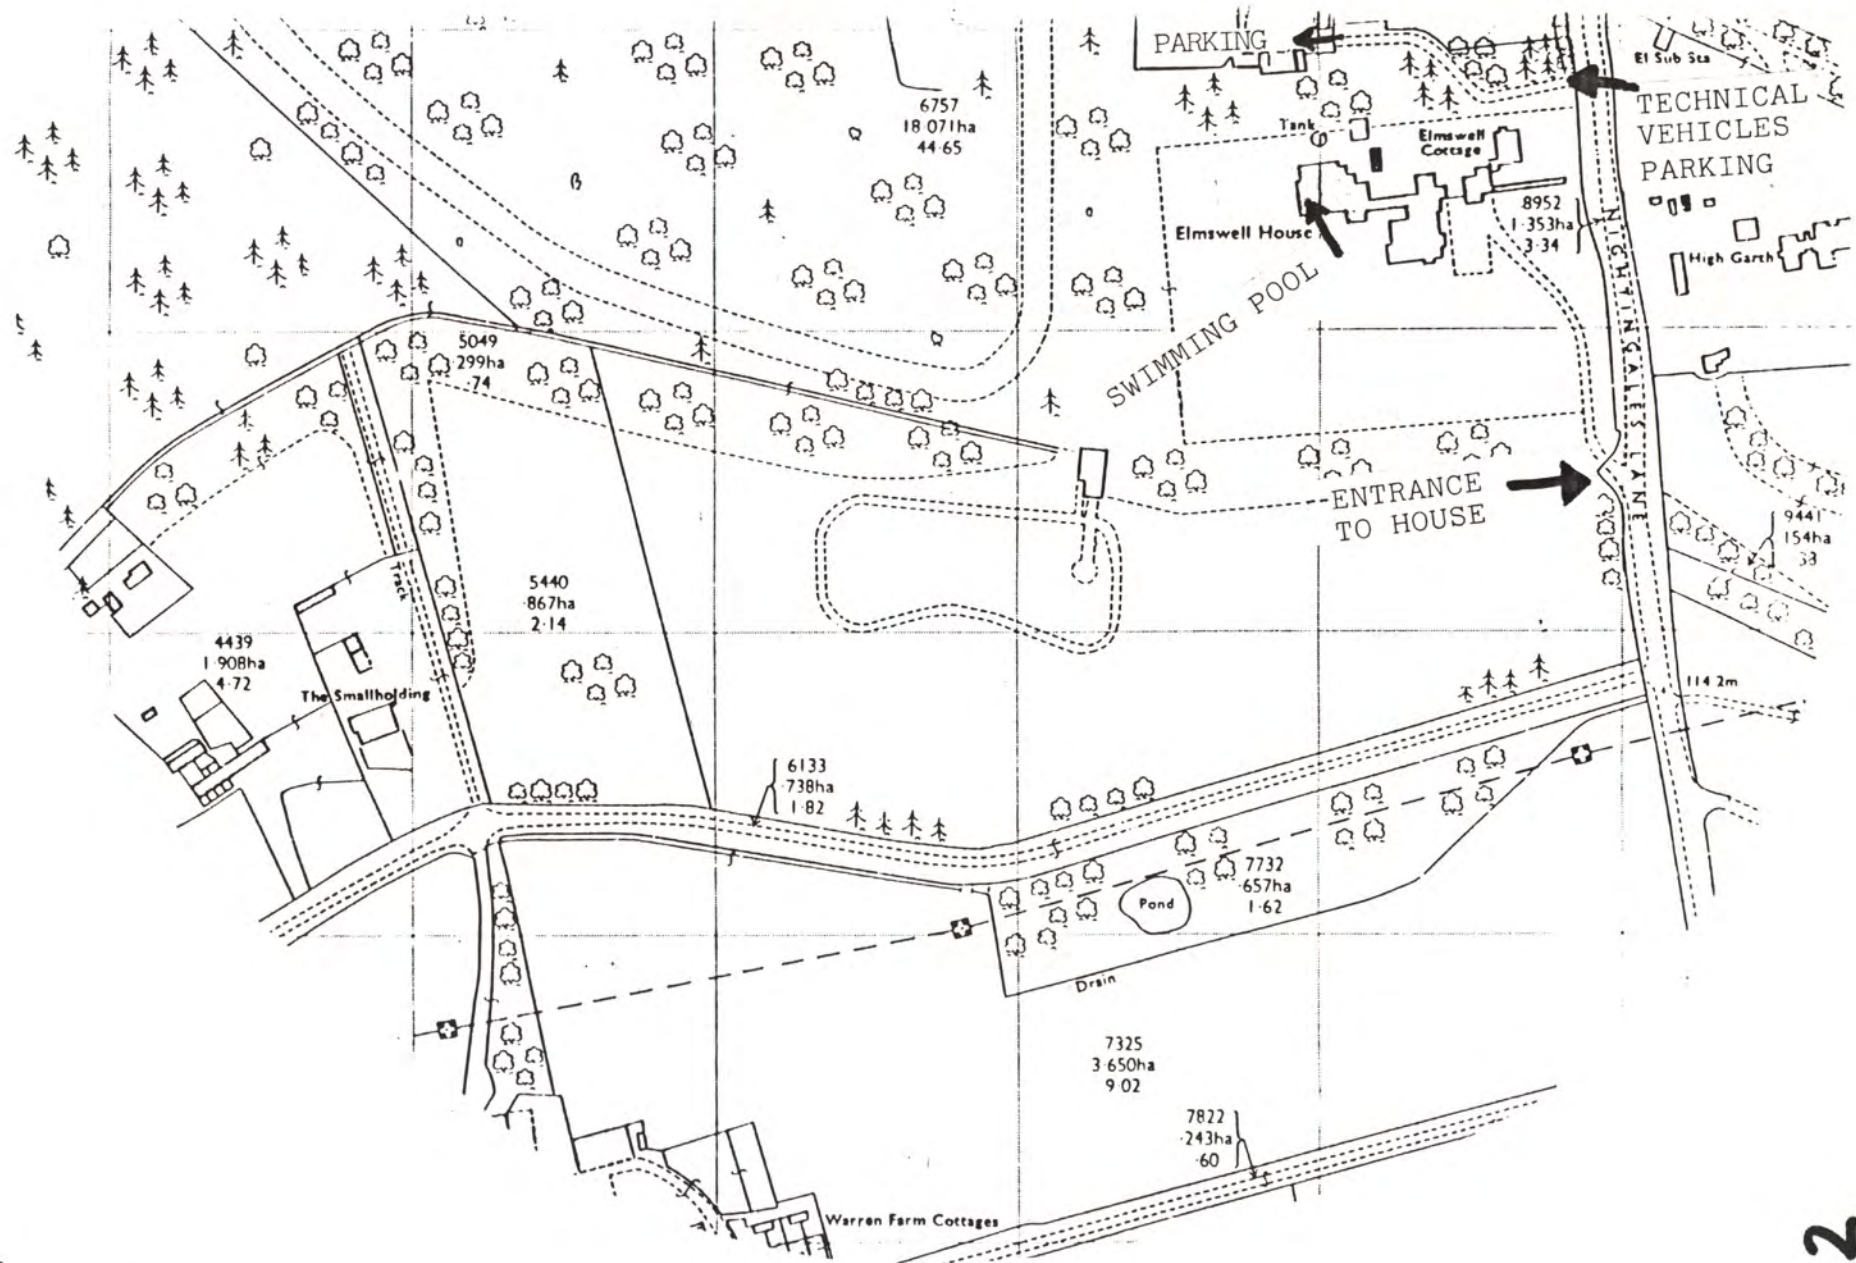 PARKING
El Sub Sta
TECHNICAL
VEHICLES
PARKING
6757
18·071ha
44·65
Tank
Elmswell
Cottage
8952
1·353ha
3·34
Elmswell House
High Garth
NIGHTINGALES LANE
SWIMMING POOL
5049
·299ha
·74
ENTRANCE
TO HOUSE
9441
154ha
38
Track
5440
·867ha
2·14
4439
1·908ha
4·72
The Smallholding
114·2m
6133
·738ha
1·82
7732
·657ha
1·62
Pond
Drain
7325
3·650ha
9·02
7822
·243ha
·60
Warren Farm Cottages
2